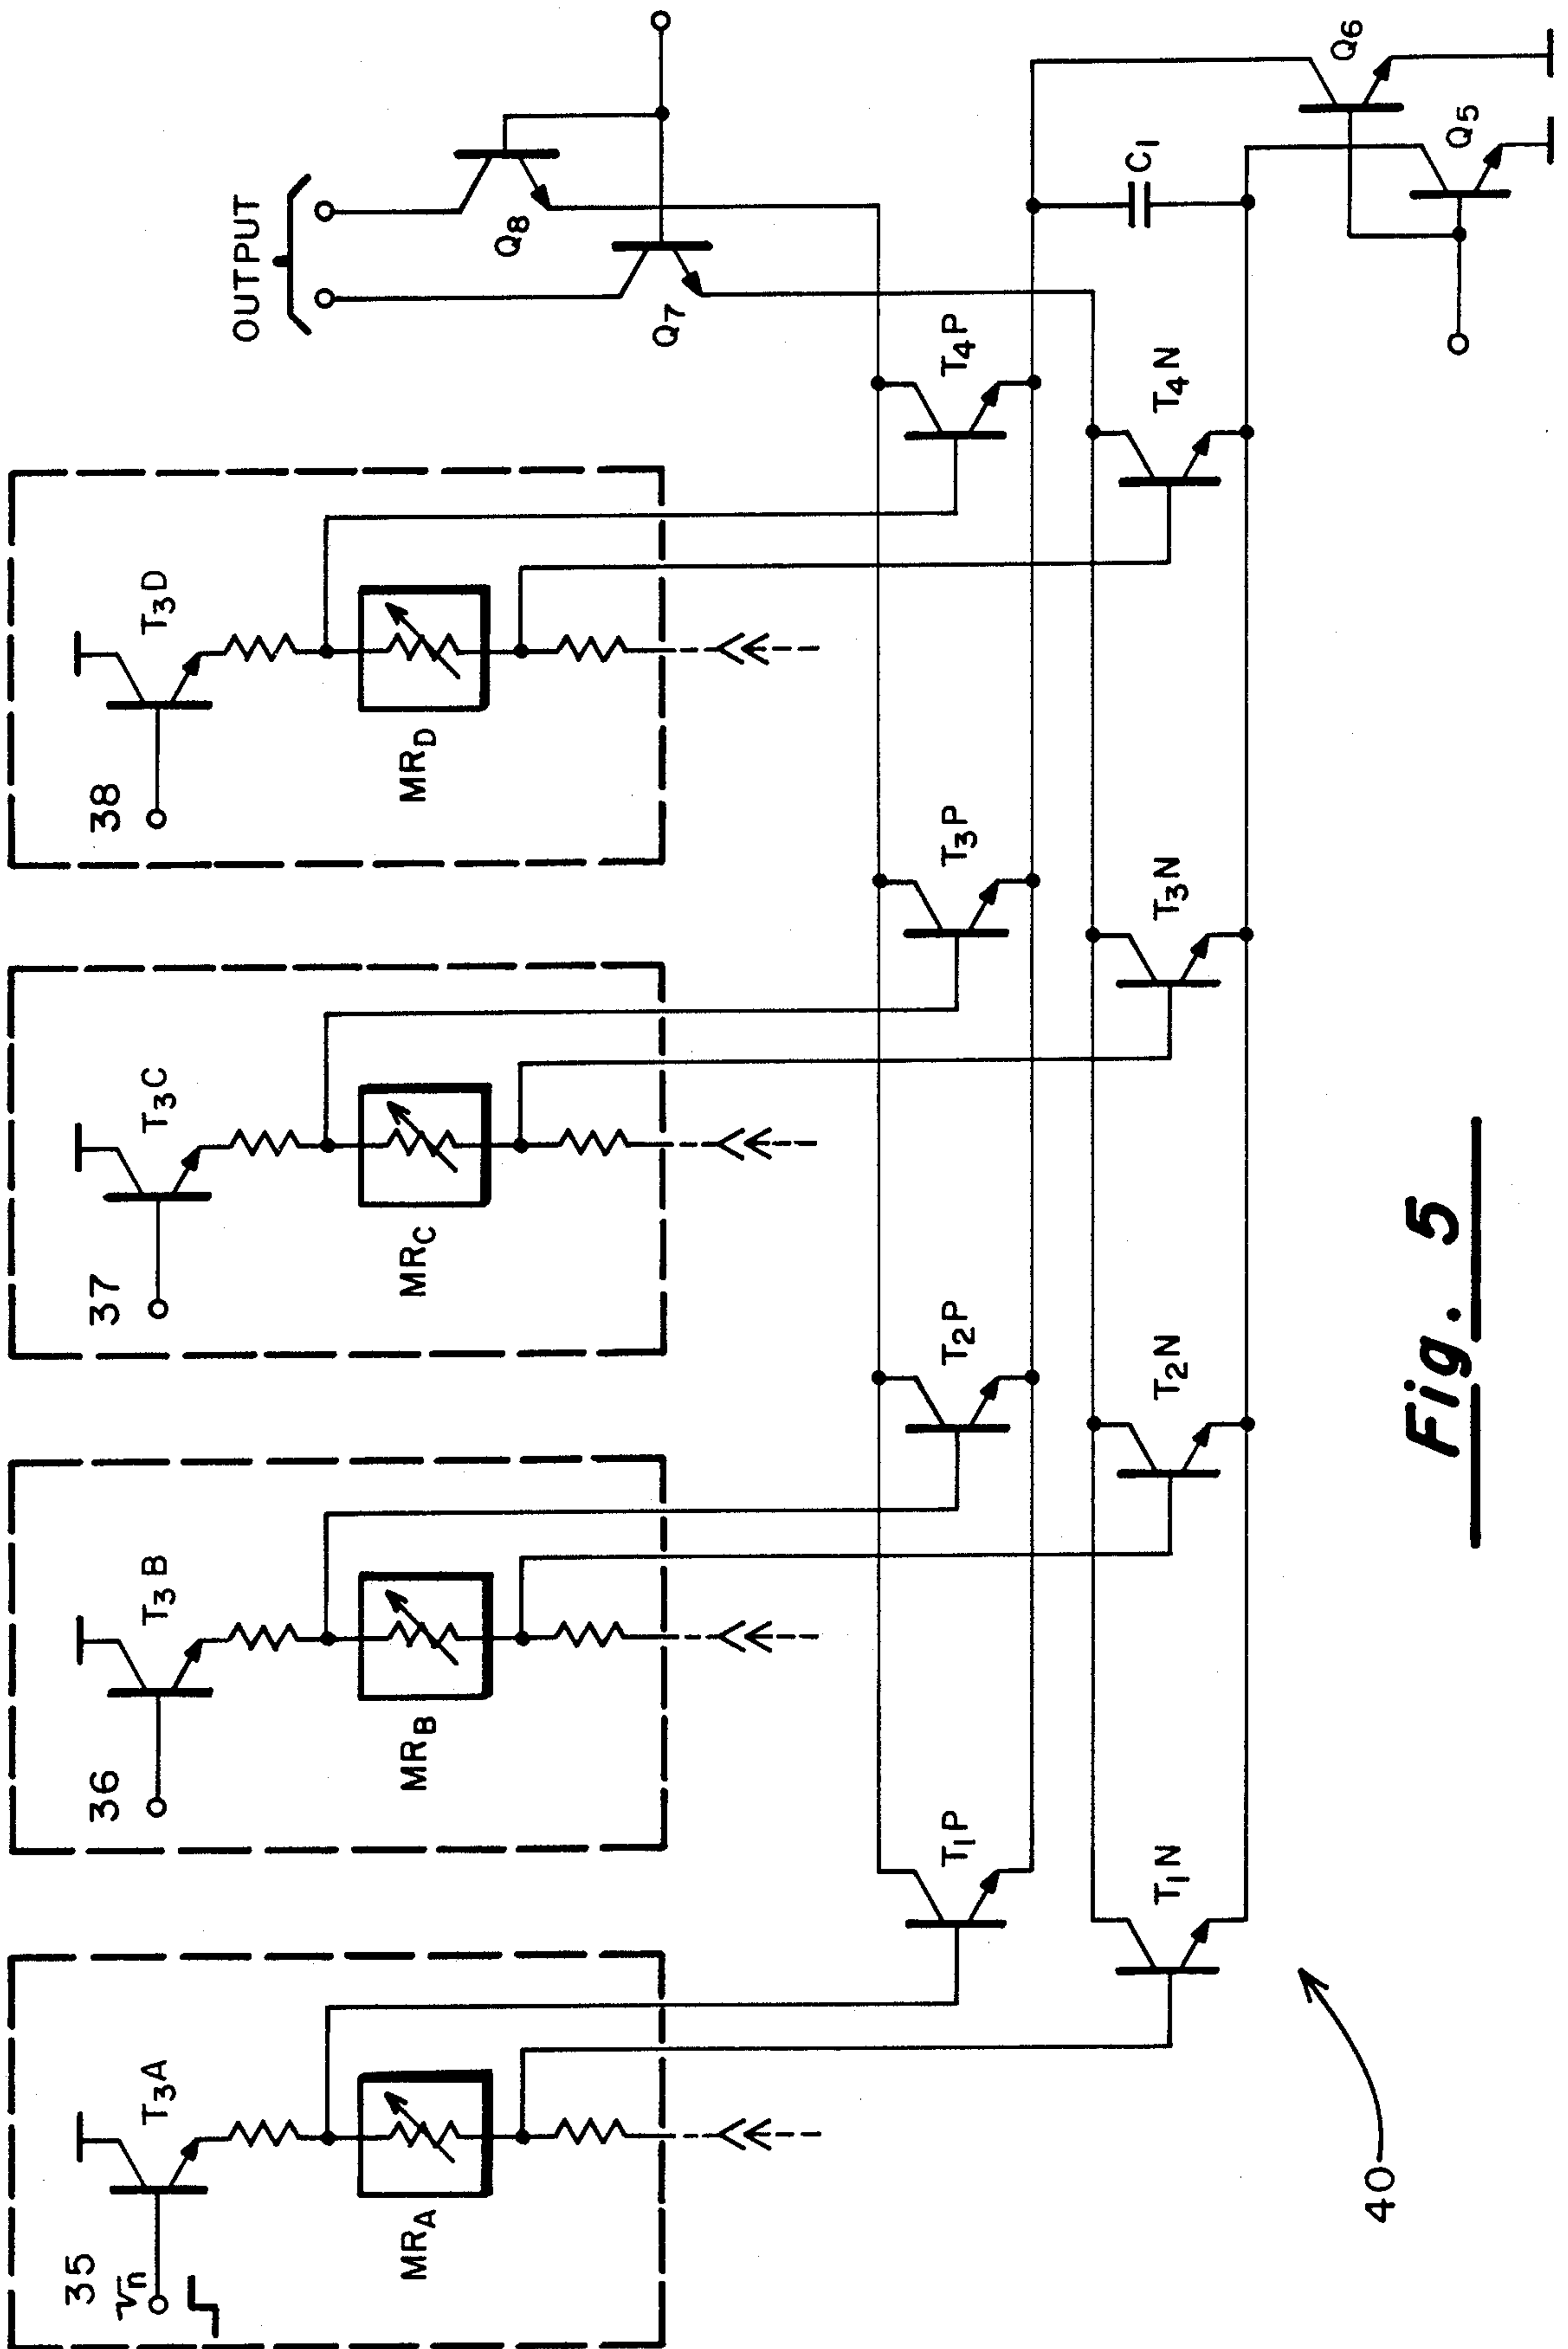 OUTPUT
35
vn
T3A
MRA
36
T3B
MRB
37
T3C
MRC
38
T3D
MRD
Q8
Q7
T1P
T2P
T3P
T4P
T1N
T2N
T3N
T4N
C1
Q6
Q5
40
Fig. 5